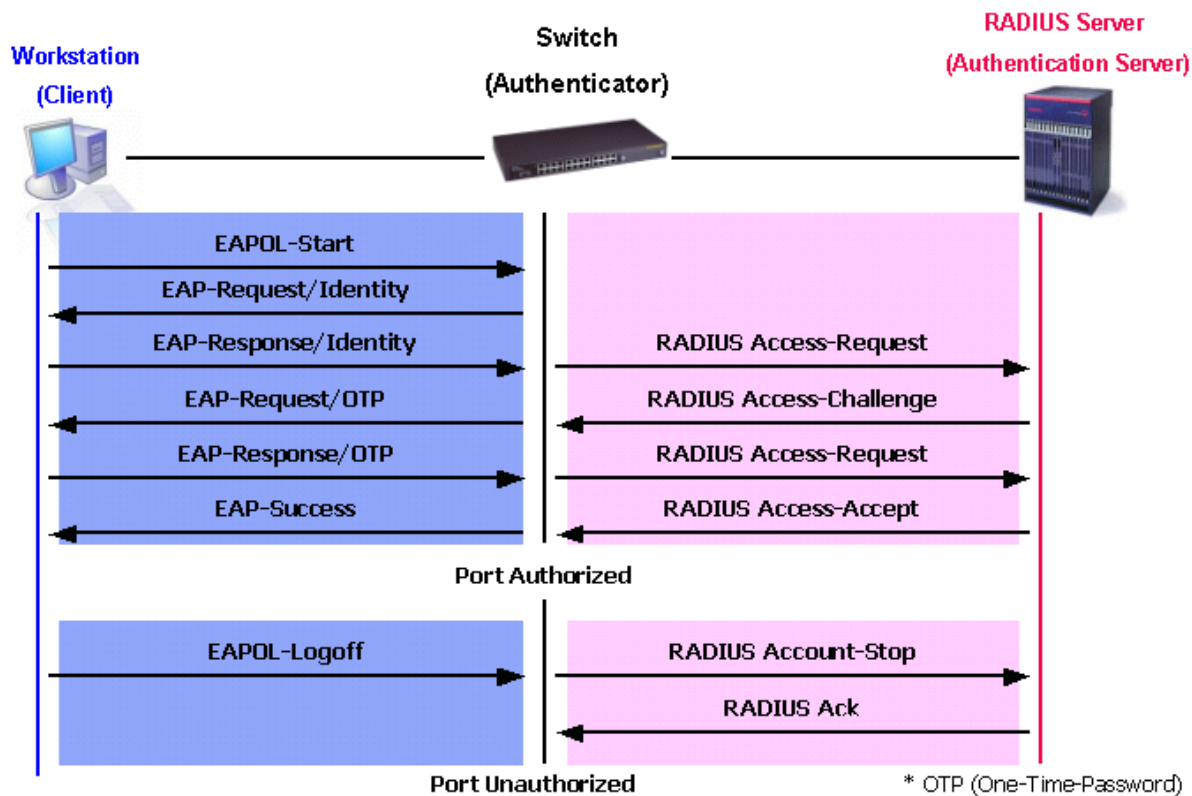 Workstation
(Client)
Switch
(Authenticator)
RADIUS Server
(Authentication Server)
EAPOL-Start
EAP-Request/Identity
EAP-Response/Identity
RADIUS Access-Request
EAP-Request/OTP
RADIUS Access-Challenge
EAP-Response/OTP
RADIUS Access-Request
EAP-Success
RADIUS Access-Accept
Port Authorized
EAPOL-Logoff
RADIUS Account-Stop
RADIUS Ack
Port Unauthorized
* OTP (One-Time-Password)